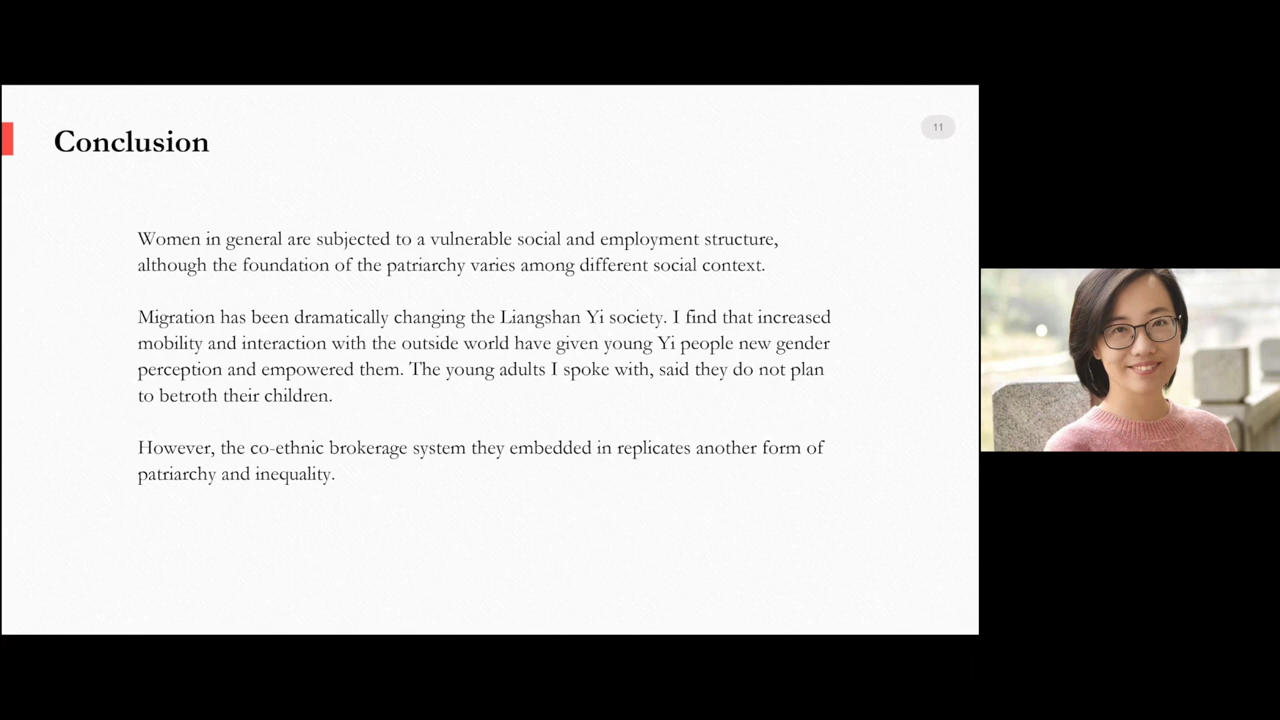 Conclusion
11
Women in general are subjected to a vulnerable social and employment structure,
although the foundation of the patriarchy varies among different social context.
Migration has been dramatically changing the Liangshan Yi society. I find that increased
mobility and interaction with the outside world have given young Yi people new gender
perception and empowered them. The young adults I spoke with, said they do not plan
to betroth their children.
However, the co-ethnic brokerage system they embedded in replicates another form of
patriarchy and inequality.